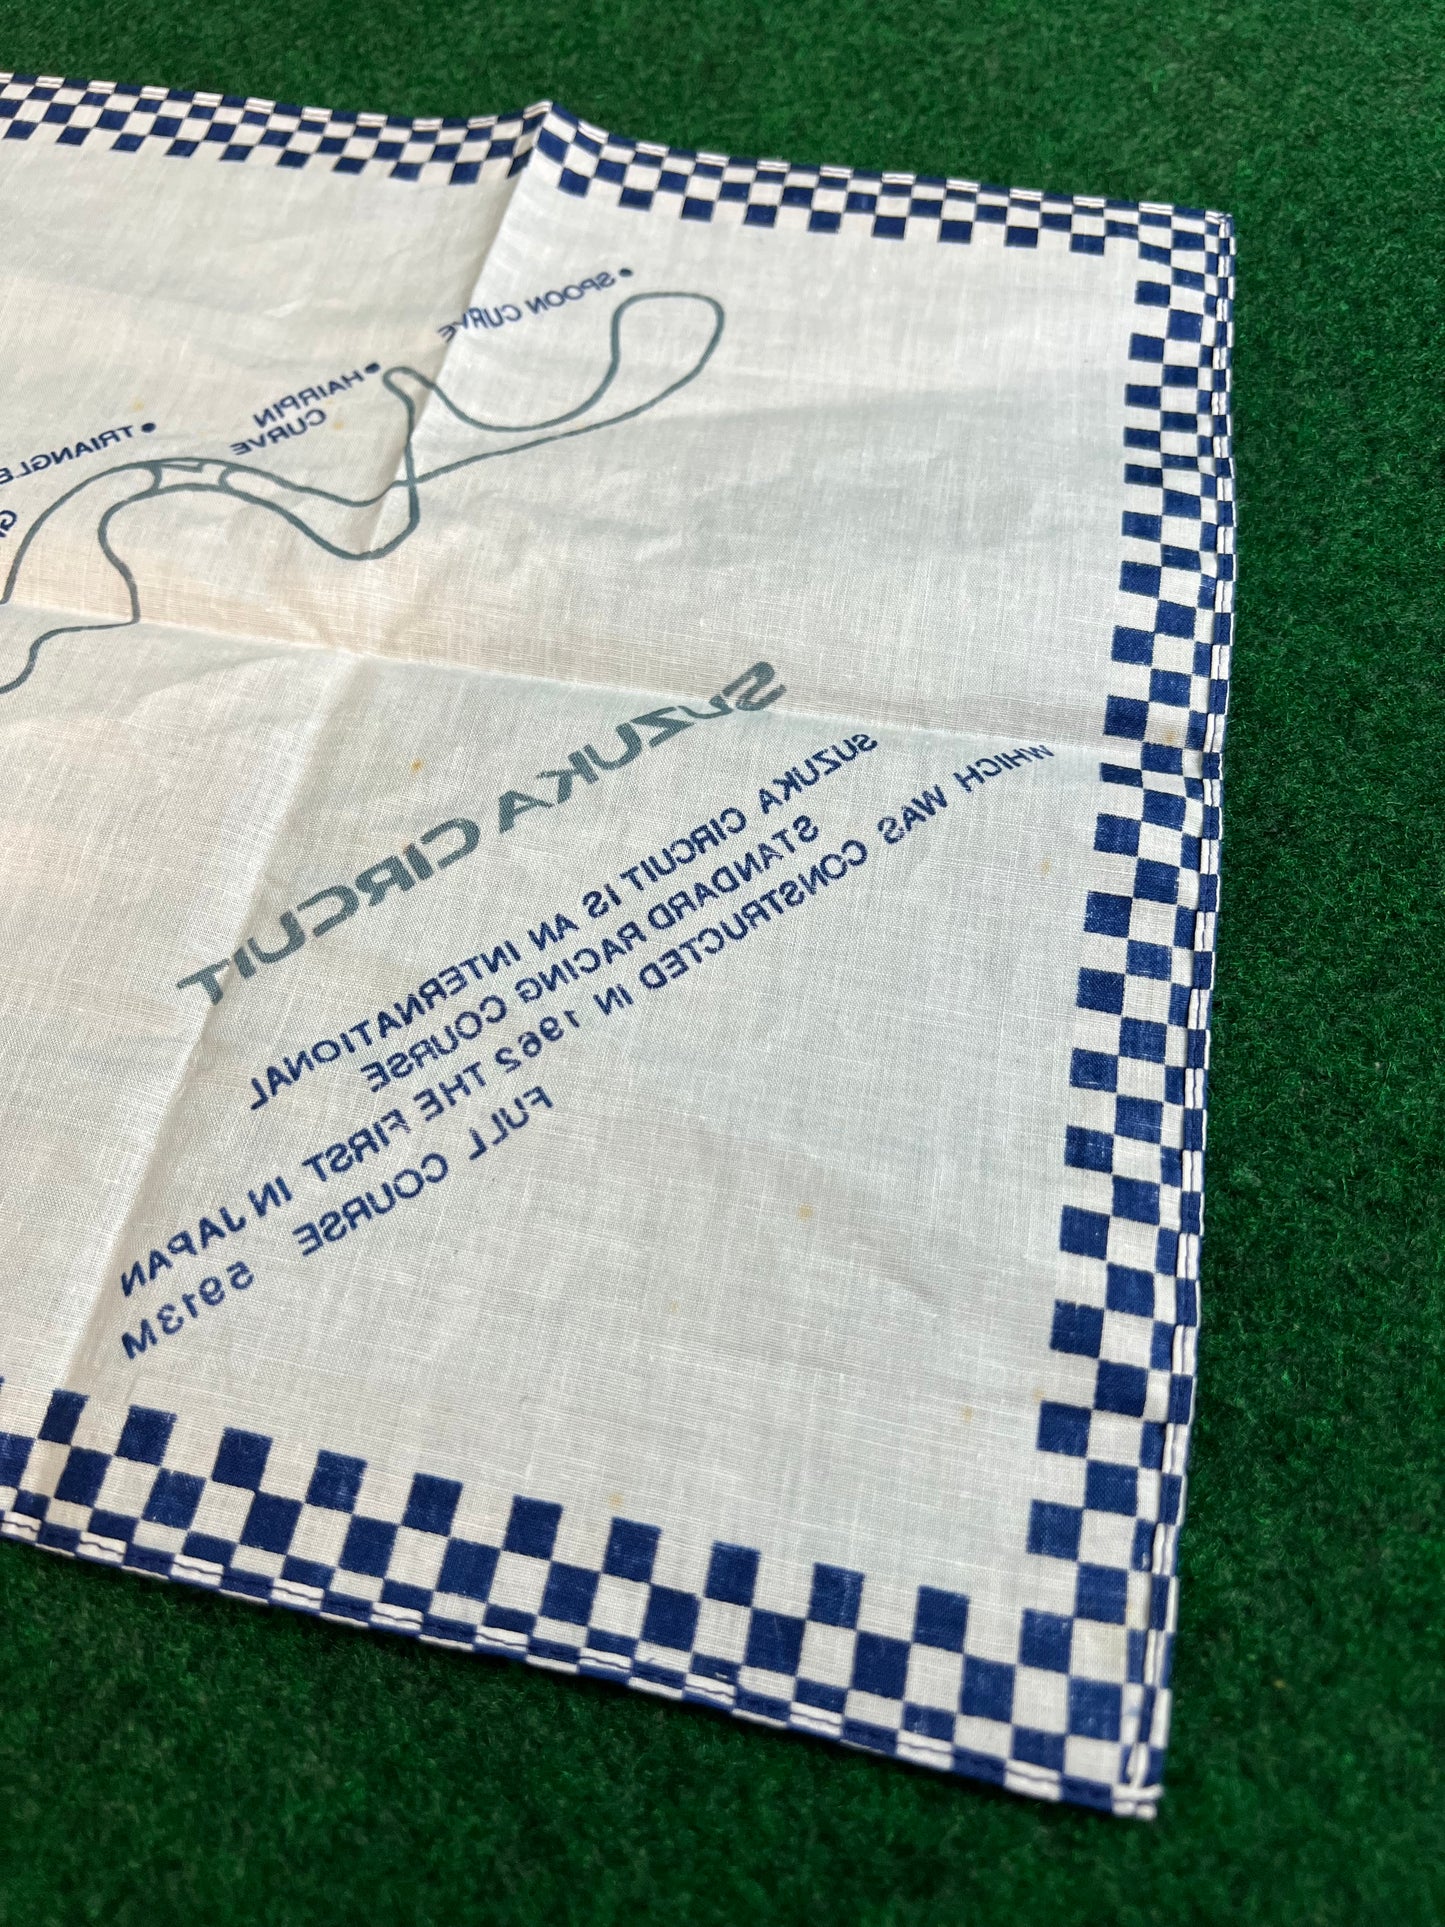 SPOON CURVE
HAIRPIN
CURVE
TRIANGLE
SUZUKA CIRCUIT
SUZUKA CIRCUIT IS AN INTERNATIONAL
STANDARD RACING COURSE
WHICH WAS CONSTRUCTED IN 1962 THE FIRST IN JAPAN
FULL COURSE 5913M